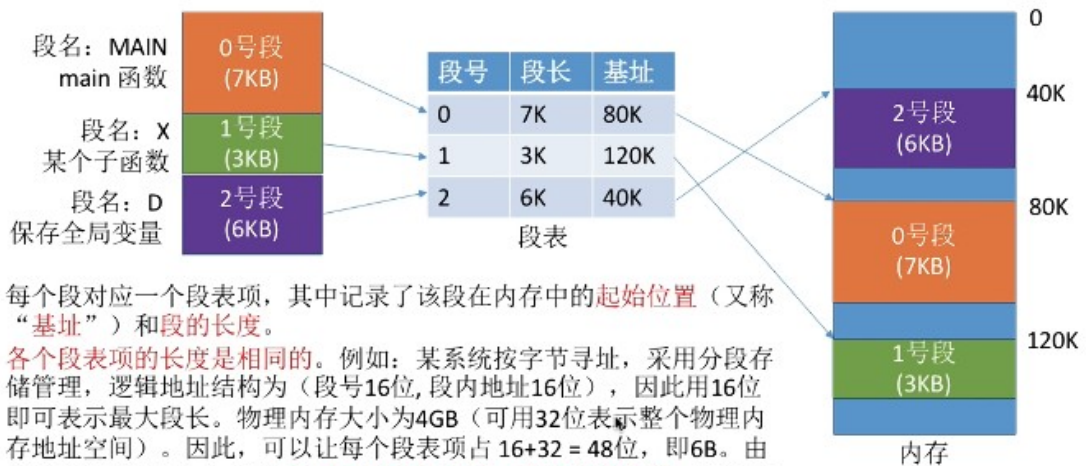 段名：MAIN
main 函数
0号段
(7KB)
段名：X
某个子函数
1号段
(3KB)
段名：D
保存全局变量
2号段
(6KB)
段号 段长 基址
0 7K 80K
1 3K 120K
2 6K 40K
段表
0
40K
2号段
(6KB)
80K
0号段
(7KB)
120K
1号段
(3KB)
内存
每个段对应一个段表项，其中记录了该段在内存中的起始位置（又称
“基址”）和段的长度。
各个段表项的长度是相同的。例如：某系统按字节寻址，采用分段存
储管理，逻辑地址结构为（段号16位, 段内地址16位），因此用16位
即可表示最大段长。物理内存大小为4GB（可用32位表示整个物理内
存地址空间）。因此，可以让每个段表项占 16+32 = 48位，即6B。由